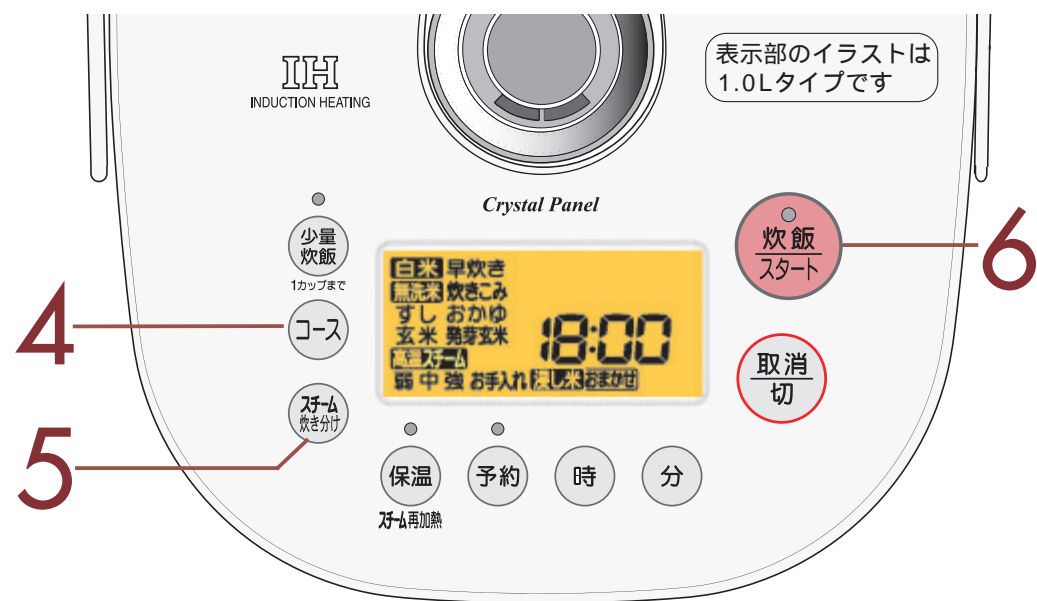 IH
INDUCTION HEATING
表示部のイラストは
1.0Lタイプです
Crystal Panel
少量
炊飯
1カップまで
4
コース
5
スチーム
炊き分け
白米 早炊き
無洗米 炊きこみ
すし おかゆ
玄米 発芽玄米
高温スチーム
弱 中 強 お手入れ 浸し米 おまかせ
18:00
炊飯
スタート
6
取消
切
保温
スチーム再加熱
予約
時
分